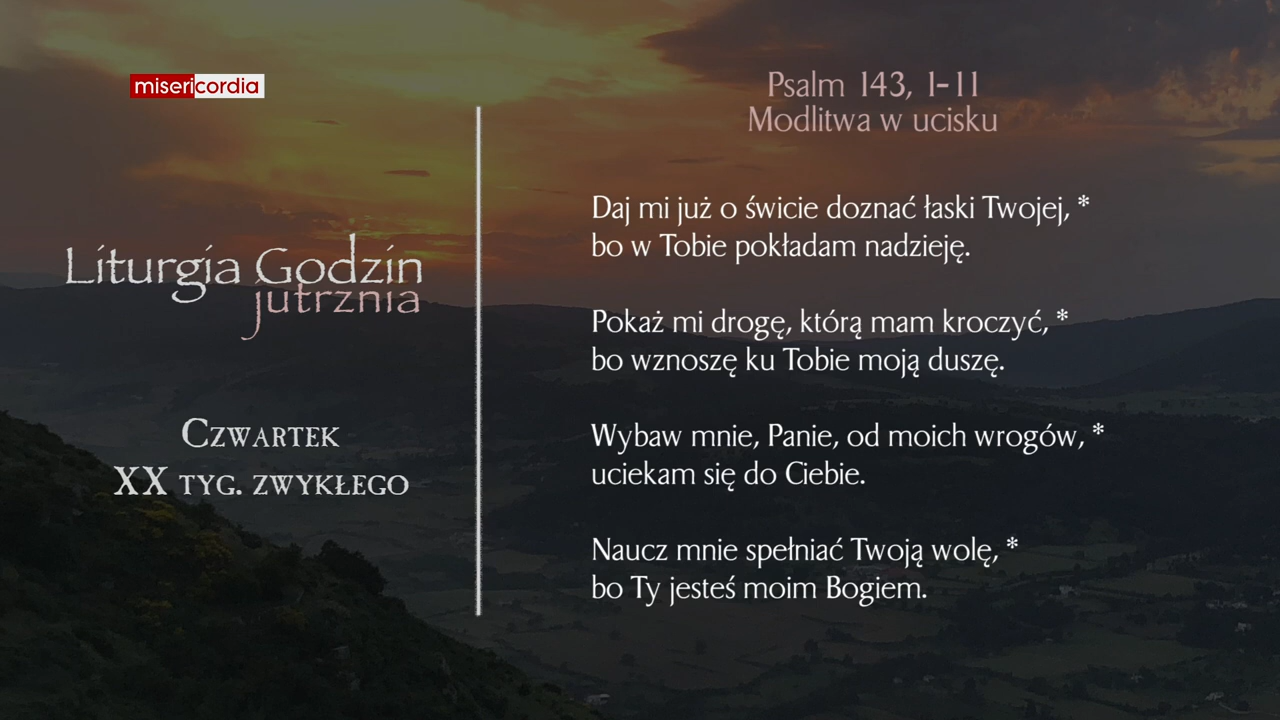 misericordia
Liturgia Godzin
jutrznia
Czwartek
XX tyg. zwykłego
Psalm 143, 1-11
Modlitwa w ucisku
Daj mi już o świcie doznać łaski Twojej, *
bo w Tobie pokładam nadzieję.
Pokaż mi drogę, którą mam kroczyć, *
bo wznoszę ku Tobie moją duszę.
Wybaw mnie, Panie, od moich wrogów, *
uciekam się do Ciebie.
Naucz mnie spełniać Twoją wolę, *
bo Ty jesteś moim Bogiem.